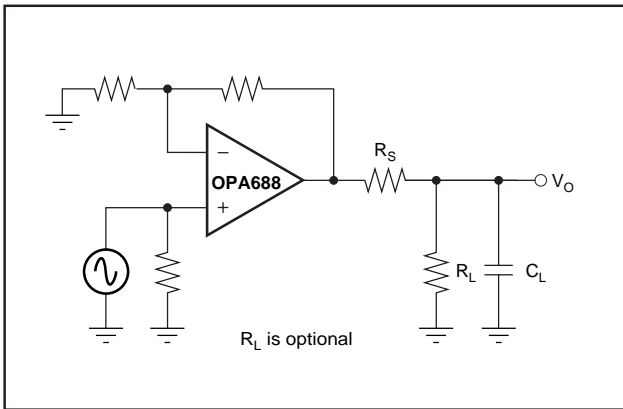 −
OPA688
+
R_S
V_O
R_L
C_L
R_L is optional